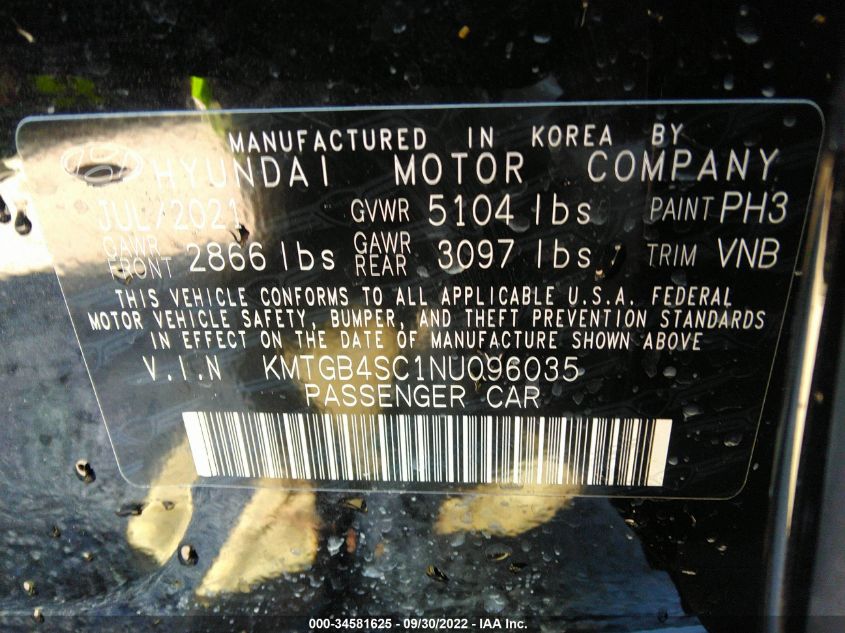 MANUFACTURED IN KOREA BY
HYUNDAI MOTOR COMPANY
JUL/2021 GVWR 5104 lbs PAINT PH3
GAWR FRONT 2866 lbs GAWR REAR 3097 lbs TRIM VNB
THIS VEHICLE CONFORMS TO ALL APPLICABLE U.S.A. FEDERAL
MOTOR VEHICLE SAFETY, BUMPER, AND THEFT PREVENTION STANDARDS
IN EFFECT ON THE DATE OF MANUFACTURE SHOWN ABOVE
V.I.N KMTGB4SC1NU096035
PASSENGER CAR
000-34581625 - 09/30/2022 - IAA Inc.